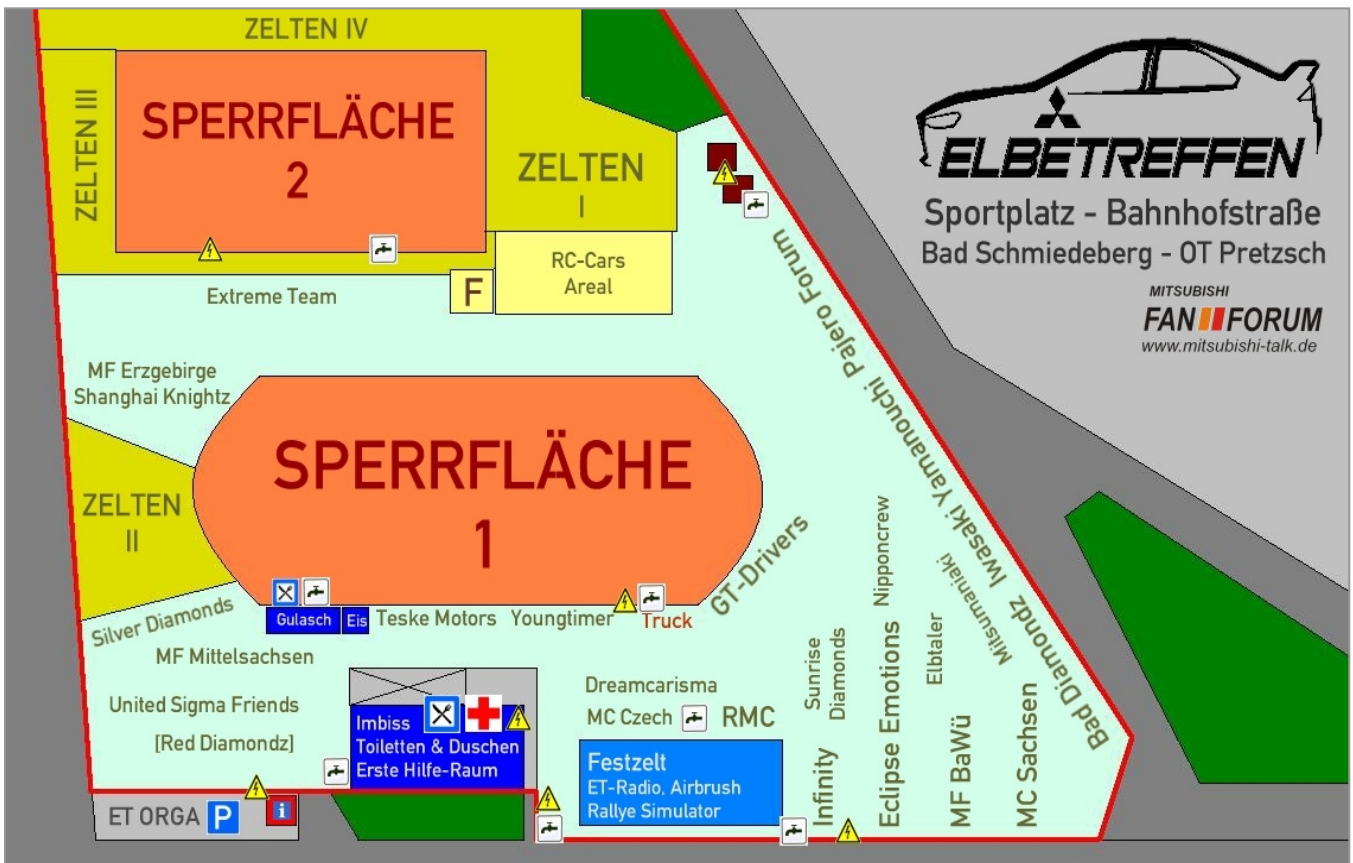 ZELTEN IV
ZELTEN III
SPERRFLÄCHE
2
ZELTEN
I
RC-Cars
Areal
F
Extreme Team
ELBETREFFEN
Sportplatz - Bahnhofstraße
Bad Schmiedeberg - OT Pretzsch
MITSUBISHI
FAN FORUM
www.mitsubishi-talk.de
MF Erzgebirge
Shanghai Knightz
SPERRFLÄCHE
1
ZELTEN
II
Pajero Forum
Yamanouchi
Iwasaki
Bad Diamondz
GT-Drivers
Nipponcrew
Mitsumaniaki
Silver Diamonds
Gulasch
Eis
Teske Motors
Youngtimer
Truck
MF Mittelsachsen
United Sigma Friends
[Red Diamondz]
Imbiss
Toiletten & Duschen
Erste Hilfe-Raum
Dreamcarisma
MC Czech
RMC
Festzelt
ET-Radio, Airbrush
Rallye Simulator
Sunrise
Diamonds
Infinity
Eclipse Emotions
Elbtaler
MF BaWü
MC Sachsen
ET ORGA
P
i